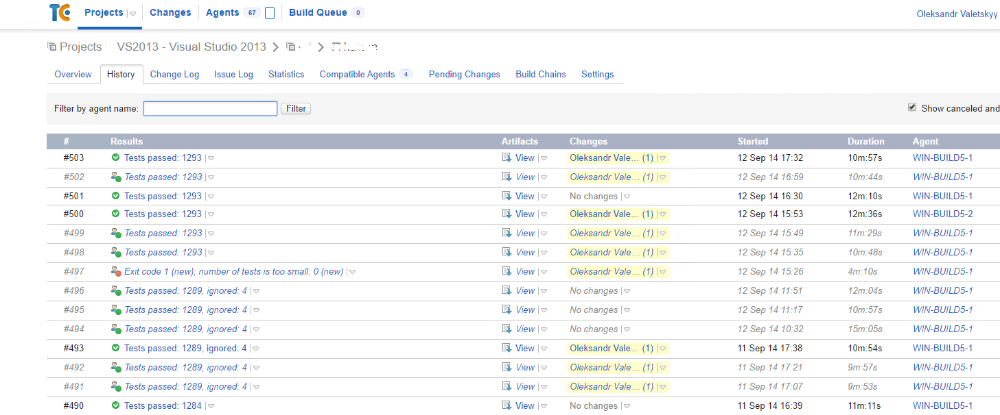 TC Projects Changes Agents 67 Build Queue 0 Oleksandr Valetskyy
Projects VS2013 - Visual Studio 2013
Overview History Change Log Issue Log Statistics Compatible Agents 4 Pending Changes Build Chains Settings
Filter by agent name: Filter Show canceled and
# Results Artifacts Changes Started Duration Agent
#503 Tests passed: 1293 View Oleksandr Vale... (1) 12 Sep 14 17:32 10m:57s WIN-BUILD5-1
#502 Tests passed: 1293 View Oleksandr Vale... (1) 12 Sep 14 16:59 10m:44s WIN-BUILD5-1
#501 Tests passed: 1293 View No changes 12 Sep 14 16:30 12m:10s WIN-BUILD5-1
#500 Tests passed: 1293 View Oleksandr Vale... (1) 12 Sep 14 15:53 12m:36s WIN-BUILD5-2
#499 Tests passed: 1293 View Oleksandr Vale... (1) 12 Sep 14 15:49 11m:29s WIN-BUILD5-1
#498 Tests passed: 1293 View Oleksandr Vale... (1) 12 Sep 14 15:35 10m:48s WIN-BUILD5-1
#497 Exit code 1 (new); number of tests is too small: 0 (new) View Oleksandr Vale... (1) 12 Sep 14 15:26 4m:10s WIN-BUILD5-1
#496 Tests passed: 1289, ignored: 4 View No changes 12 Sep 14 11:51 12m:04s WIN-BUILD5-1
#495 Tests passed: 1289, ignored: 4 View No changes 12 Sep 14 11:17 10m:57s WIN-BUILD5-1
#494 Tests passed: 1289, ignored: 4 View No changes 12 Sep 14 10:32 15m:05s WIN-BUILD5-1
#493 Tests passed: 1289, ignored: 4 View Oleksandr Vale... (1) 11 Sep 14 17:38 10m:54s WIN-BUILD5-1
#492 Tests passed: 1289, ignored: 4 View Oleksandr Vale... (1) 11 Sep 14 17:21 9m:57s WIN-BUILD5-1
#491 Tests passed: 1289, ignored: 4 View Oleksandr Vale... (1) 11 Sep 14 17:07 9m:53s WIN-BUILD5-1
#490 Tests passed: 1284 View No changes 11 Sep 14 16:39 11m:11s WIN-BUILD5-1